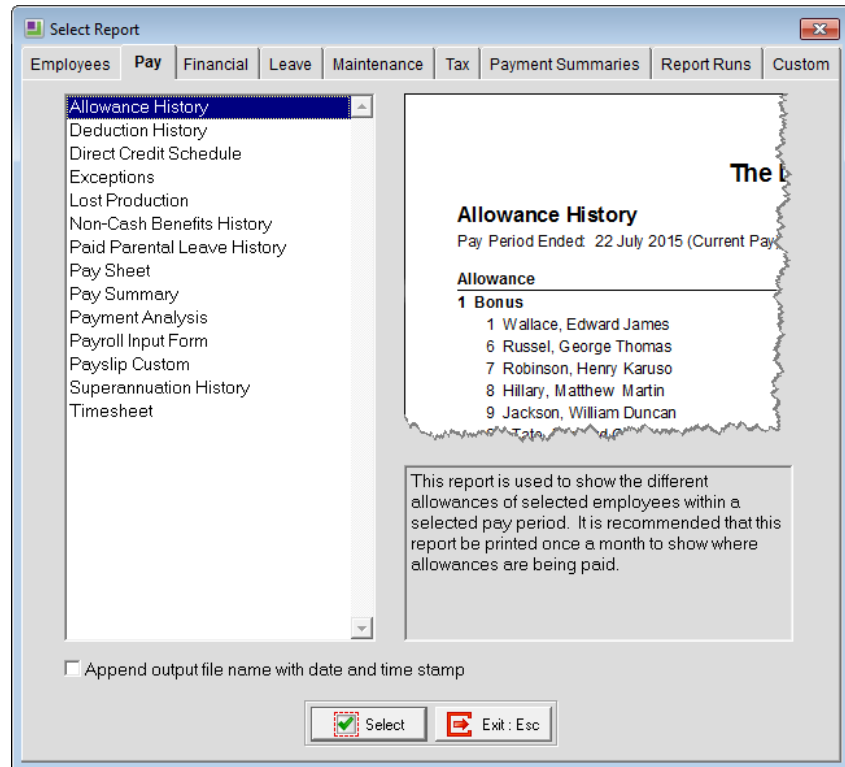 Select Report
Employees Pay Financial Leave Maintenance Tax Payment Summaries Report Runs Custom
Allowance History
Deduction History
Direct Credit Schedule
Exceptions
Lost Production
Non-Cash Benefits History
Paid Parental Leave History
Pay Sheet
Pay Summary
Payment Analysis
Payroll Input Form
Payslip Custom
Superannuation History
Timesheet
The
Allowance History
Pay Period Ended: 22 July 2015 (Current Pay
Allowance
1 Bonus
1 Wallace, Edward James
6 Russel, George Thomas
7 Robinson, Henry Karuso
8 Hillary, Matthew Martin
9 Jackson, William Duncan
This report is used to show the different
allowances of selected employees within a
selected pay period. It is recommended that this
report be printed once a month to show where
allowances are being paid.
Append output file name with date and time stamp
Select
Exit : Esc